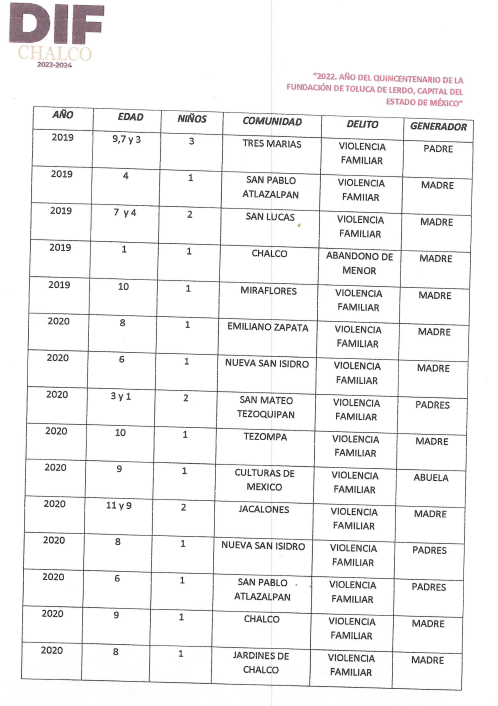 DIF
CHALCO
2022-2024
"2022. AÑO DEL QUINCENTENARIO DE LA
FUNDACIÓN DE TOLUCA DE LERDO, CAPITAL DEL
ESTADO DE MÉXICO"
AÑO EDAD NIÑOS COMUNIDAD DELITO GENERADOR
2019 9,7 y 3 3 TRES MARIAS VIOLENCIA FAMILIAR PADRE
2019 4 1 SAN PABLO ATLAZALPAN VIOLENCIA FAMIIAR MADRE
2019 7 y 4 2 SAN LUCAS VIOLENCIA FAMILIAR MADRE
2019 1 1 CHALCO ABANDONO DE MENOR MADRE
2019 10 1 MIRAFLORES VIOLENCIA FAMILIAR MADRE
2020 8 1 EMILIANO ZAPATA VIOLENCIA FAMILIAR MADRE
2020 6 1 NUEVA SAN ISIDRO VIOLENCIA FAMILIAR MADRE
2020 3 y 1 2 SAN MATEO TEZOQUIPAN VIOLENCIA FAMILIAR PADRES
2020 10 1 TEZOMPA VIOLENCIA FAMILIAR MADRE
2020 9 1 CULTURAS DE MEXICO VIOLENCIA FAMILIAR ABUELA
2020 11 y 9 2 JACALONES VIOLENCIA FAMILIAR MADRE
2020 8 1 NUEVA SAN ISIDRO VIOLENCIA FAMILIAR PADRES
2020 6 1 SAN PABLO ATLAZALPAN VIOLENCIA FAMILIAR PADRES
2020 9 1 CHALCO VIOLENCIA FAMILIAR MADRE
2020 8 1 JARDINES DE CHALCO VIOLENCIA FAMILIAR MADRE